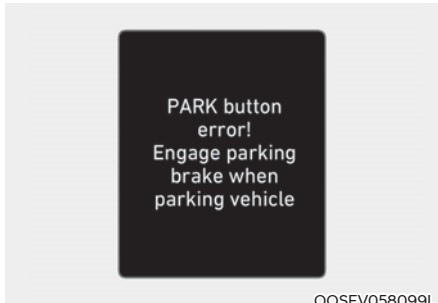 PARK button
error!
Engage parking
brake when
parking vehicle
OOSEV058099L